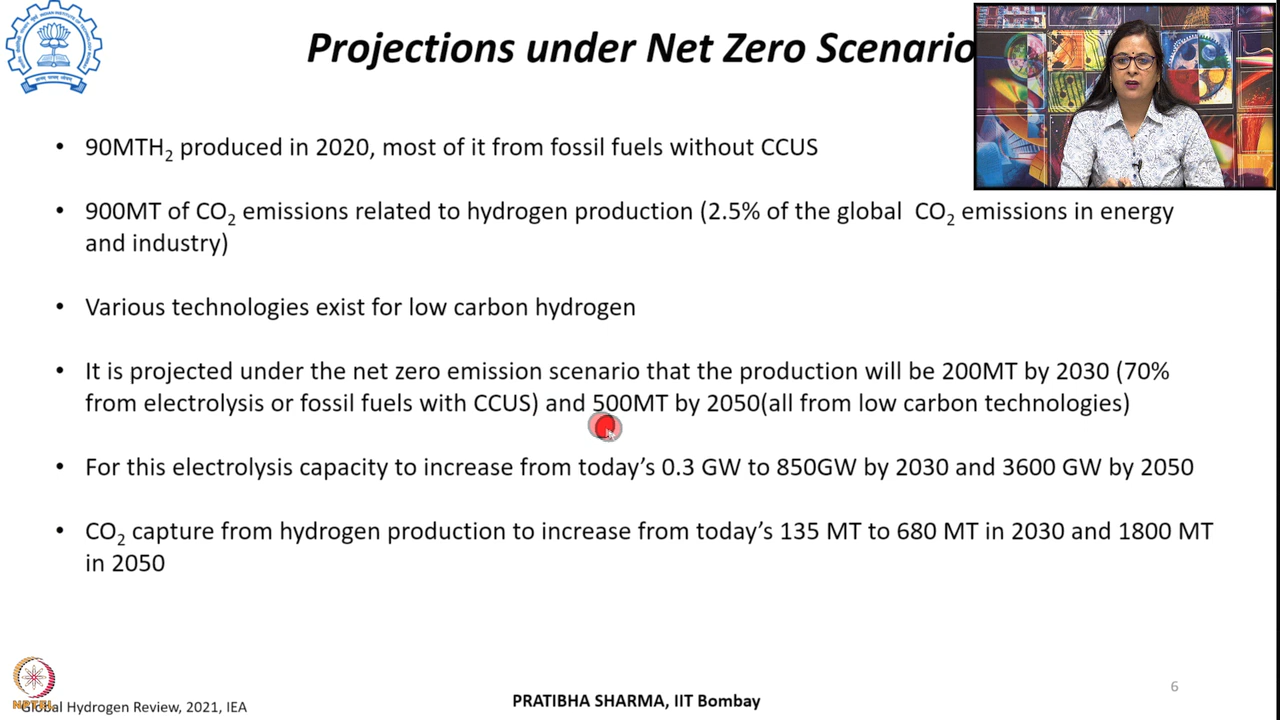 Projections under Net Zero Scenario
• 90MTH₂ produced in 2020, most of it from fossil fuels without CCUS
• 900MT of CO₂ emissions related to hydrogen production (2.5% of the global CO₂ emissions in energy
and industry)
• Various technologies exist for low carbon hydrogen
• It is projected under the net zero emission scenario that the production will be 200MT by 2030 (70%
from electrolysis or fossil fuels with CCUS) and 500MT by 2050(all from low carbon technologies)
• For this electrolysis capacity to increase from today's 0.3 GW to 850GW by 2030 and 3600 GW by 2050
• CO₂ capture from hydrogen production to increase from today's 135 MT to 680 MT in 2030 and 1800 MT
in 2050
6
NPTEL
Global Hydrogen Review, 2021, IEA
PRATIBHA SHARMA, IIT Bombay